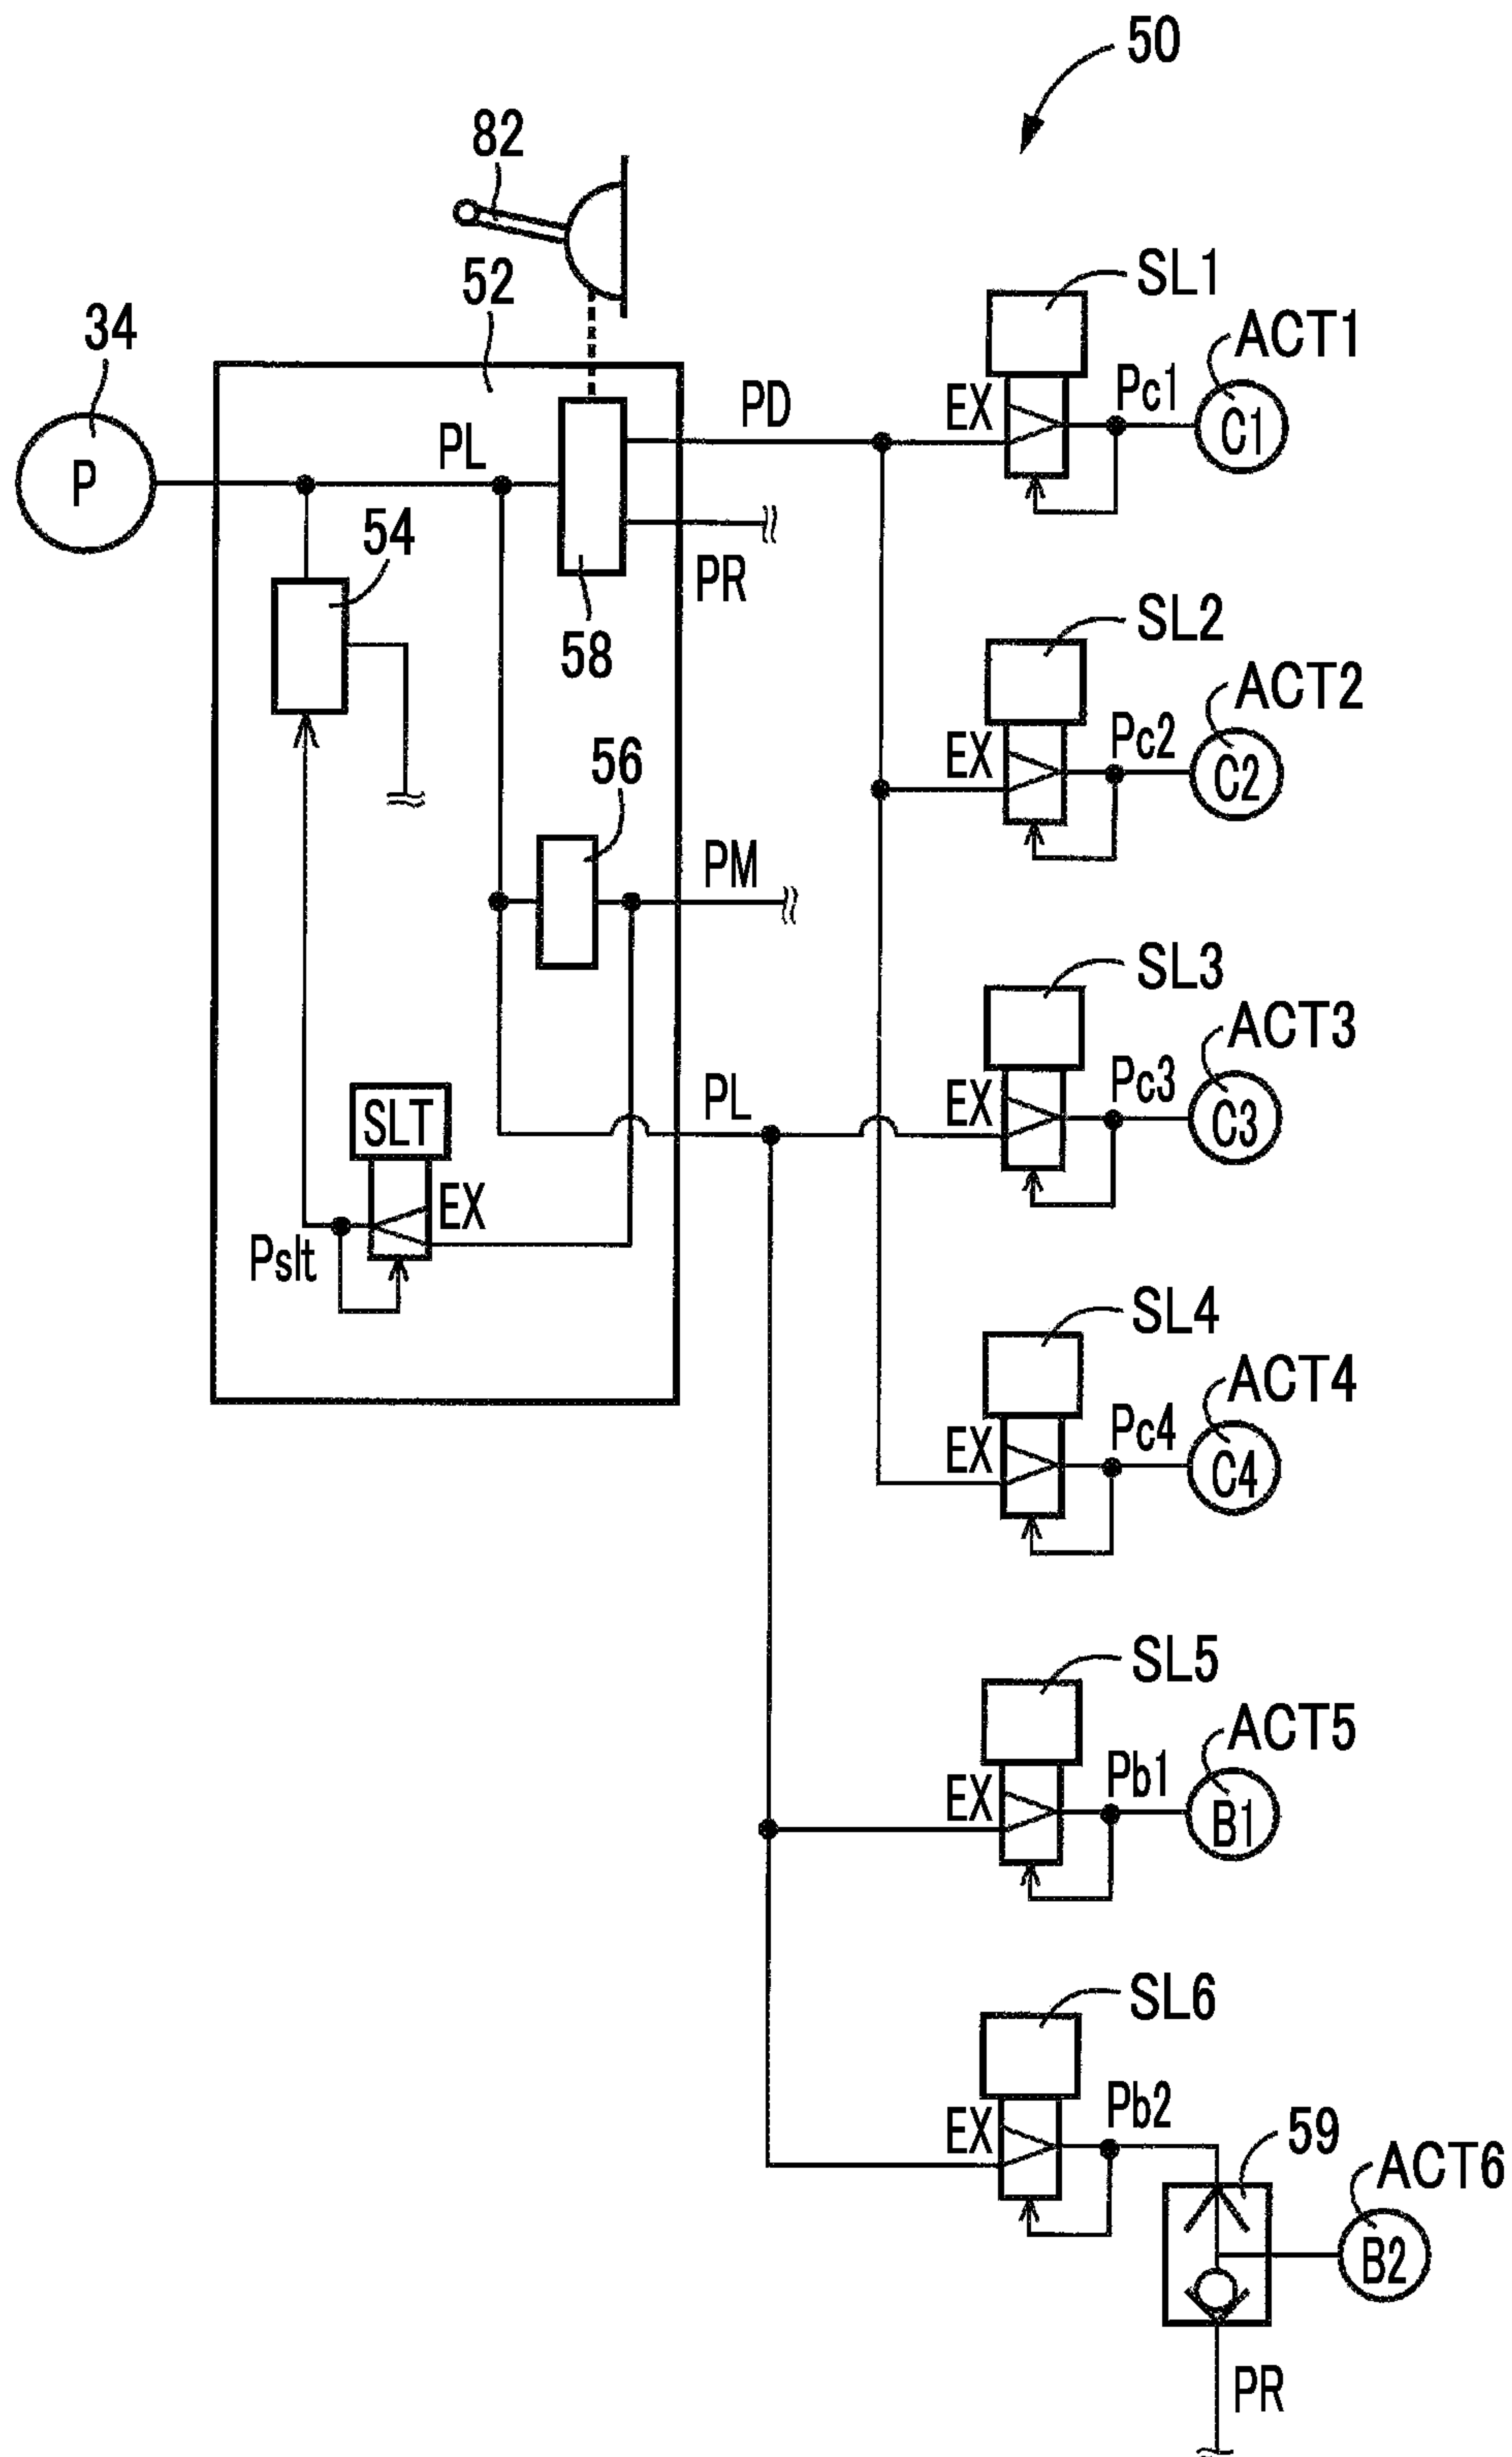 50
82
52
34
P
PL
54
58
PD
PR
56
PM
PL
SLT
EX
Pslt
SL1
ACT1
EX
Pc1
C1
SL2
ACT2
EX
Pc2
C2
SL3
ACT3
EX
Pc3
C3
SL4
ACT4
EX
Pc4
C4
SL5
ACT5
EX
Pb1
B1
SL6
EX
Pb2
59
ACT6
B2
PR